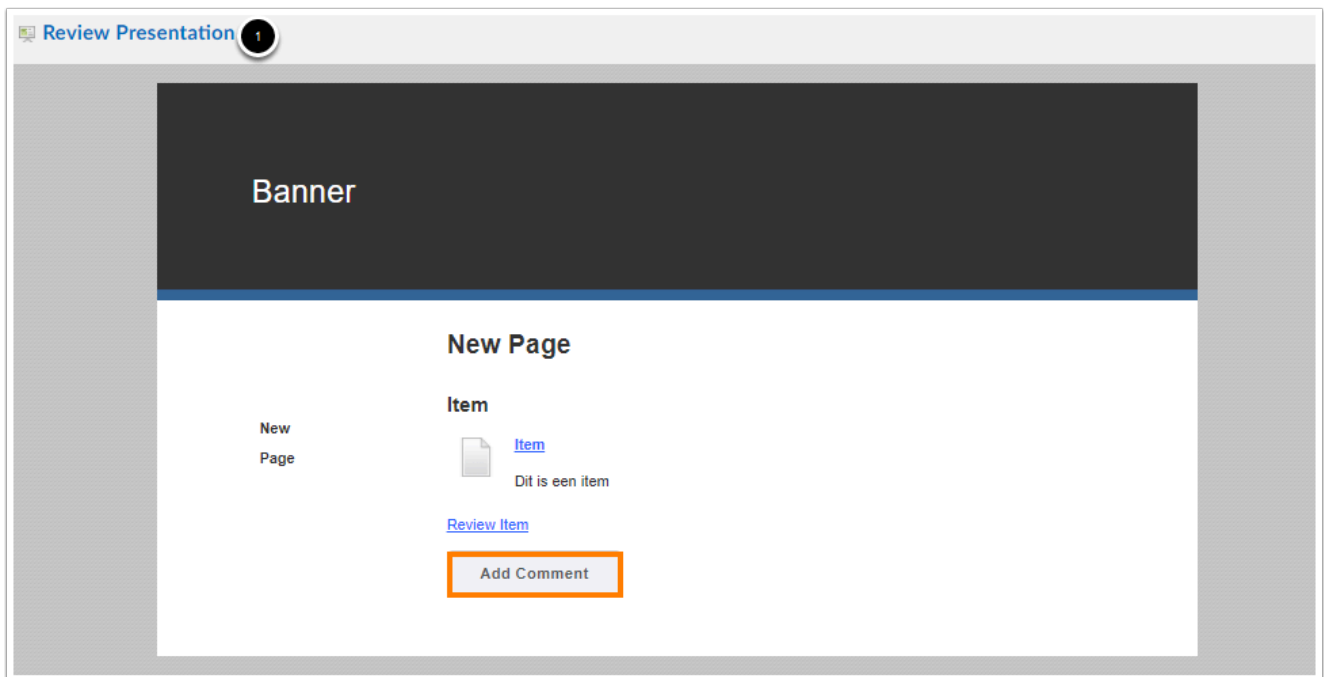 Review Presentation 1
Banner
New Page
Item
New
Page
Item
Dit is een item
Review Item
Add Comment